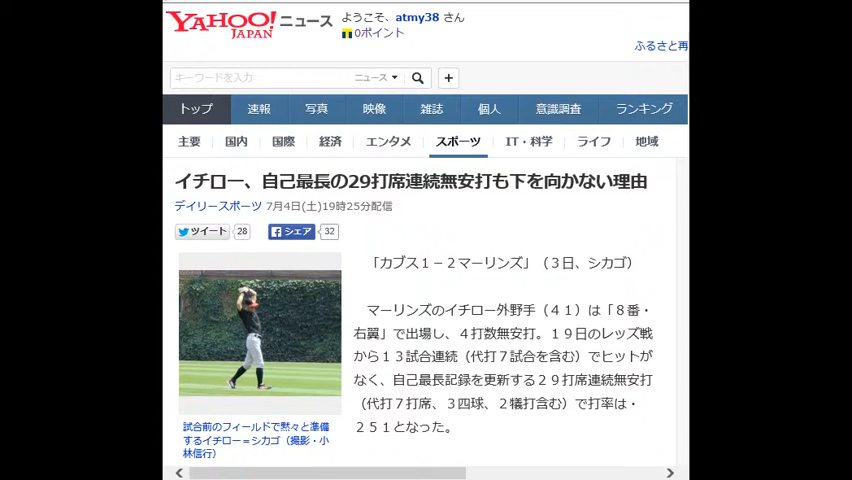 YAHOO! JAPAN ニュース
ようこそ、atmy38 さん
0ポイント
ふるさと再
キーワードを入力 ニュース
トップ 速報 写真 映像 雑誌 個人 意識調査 ランキング
主要 国内 国際 経済 エンタメ スポーツ IT・科学 ライフ 地域
イチロー、自己最長の29打席連続無安打も下を向かない理由
デイリースポーツ 7月4日(土)19時25分配信
ツイート 28 シェア 32
「カブス１－２マーリンズ」（３日、シカゴ）
マーリンズのイチロー外野手（４１）は「８番・
右翼」で出場し、４打数無安打。１９日のレッズ戦
から１３試合連続（代打７試合を含む）でヒットが
なく、自己最長記録を更新する２９打席連続無安打
（代打７打席、３四球、２犠打含む）で打率は・
２５１となった。
試合前のフィールドで黙々と準備
するイチロー＝シカゴ（撮影・小
林信行）